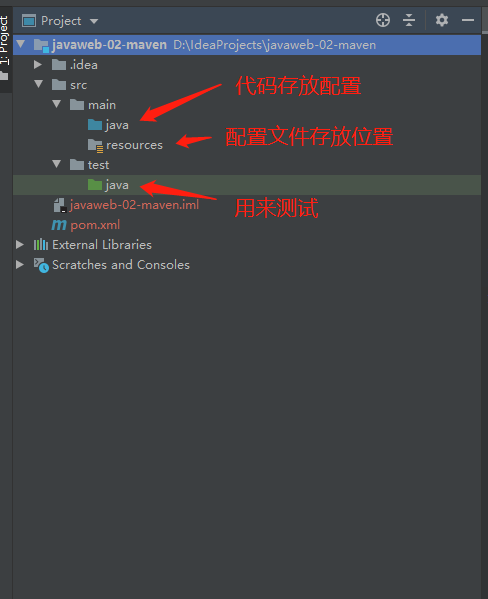 Project
1: Project
javaweb-02-maven D:\IdeaProjects\javaweb-02-maven
.idea
src
main
代码存放配置
java
resources
配置文件存放位置
test
java
用来测试
javaweb-02-maven.iml
m pom.xml
External Libraries
Scratches and Consoles